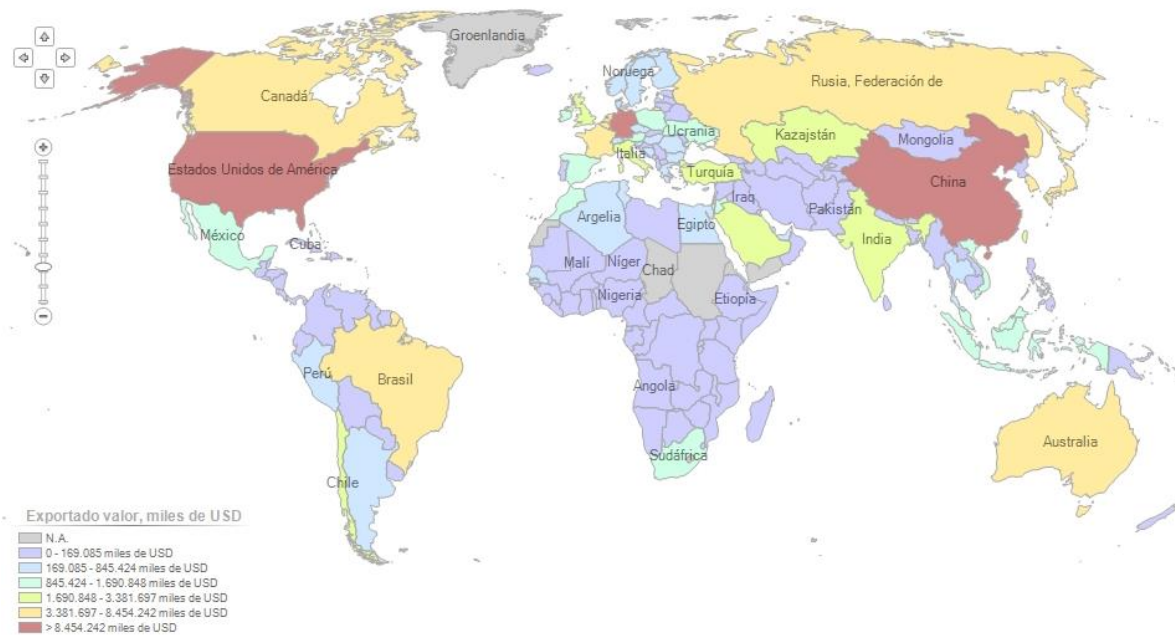 Groenlandia
Noruega
Rusia, Federación de
Canadá
Ucrania
Kazajstán
Mongolia
Italia
Turquía
Estados Unidos de América
China
Iraq
Pakistán
Argelia
Egipto
India
México
Cuba
Malí
Níger
Chad
Nigeria
Etiopía
Perú
Brasil
Angola
Australia
Sudáfrica
Chile
Exportado valor, miles de USD
N.A.
0 - 169.085 miles de USD
169.085 - 845.424 miles de USD
845.424 - 1.690.848 miles de USD
1.690.848 - 3.381.697 miles de USD
3.381.697 - 8.454.242 miles de USD
> 8.454.242 miles de USD